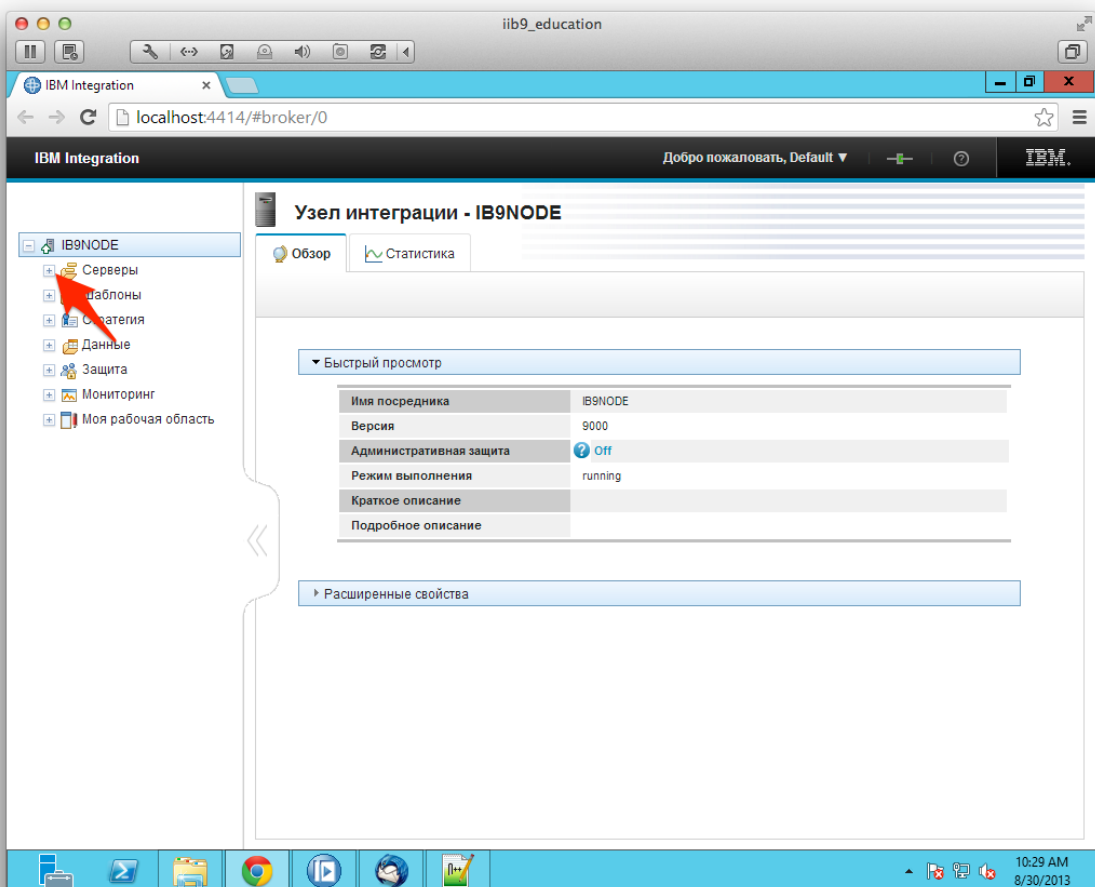 iib9_education
IBM Integration
localhost:4414/#broker/0
IBM Integration
Добро пожаловать, Default ▼
IBM.
Узел интеграции - IB9NODE
Обзор
Статистика
IB9NODE
Серверы
Шаблоны
Стратегия
Данные
Защита
Мониторинг
Моя рабочая область
Быстрый просмотр
Имя посредника IB9NODE
Версия 9000
Административная защита Off
Режим выполнения running
Краткое описание
Подробное описание
Расширенные свойства
10:29 AM
8/30/2013